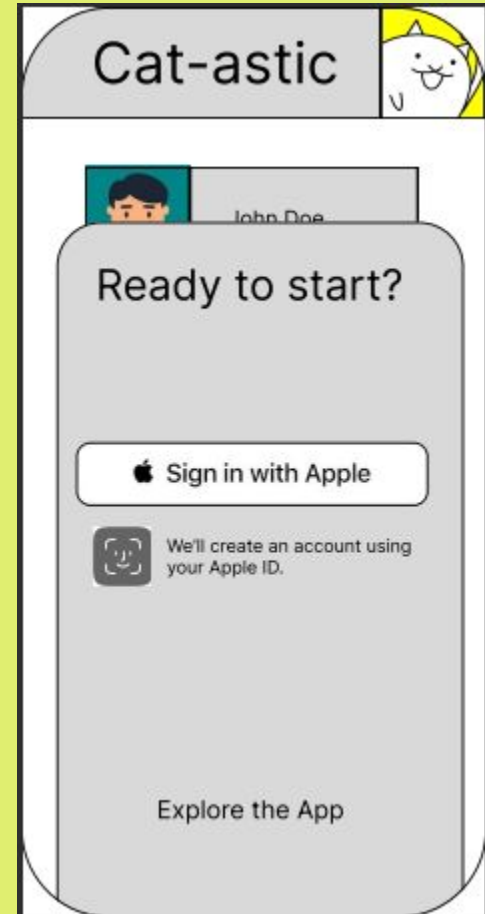 Cat-astic
John Doe
Ready to start?
Sign in with Apple
We'll create an account using
your Apple ID.
Explore the App